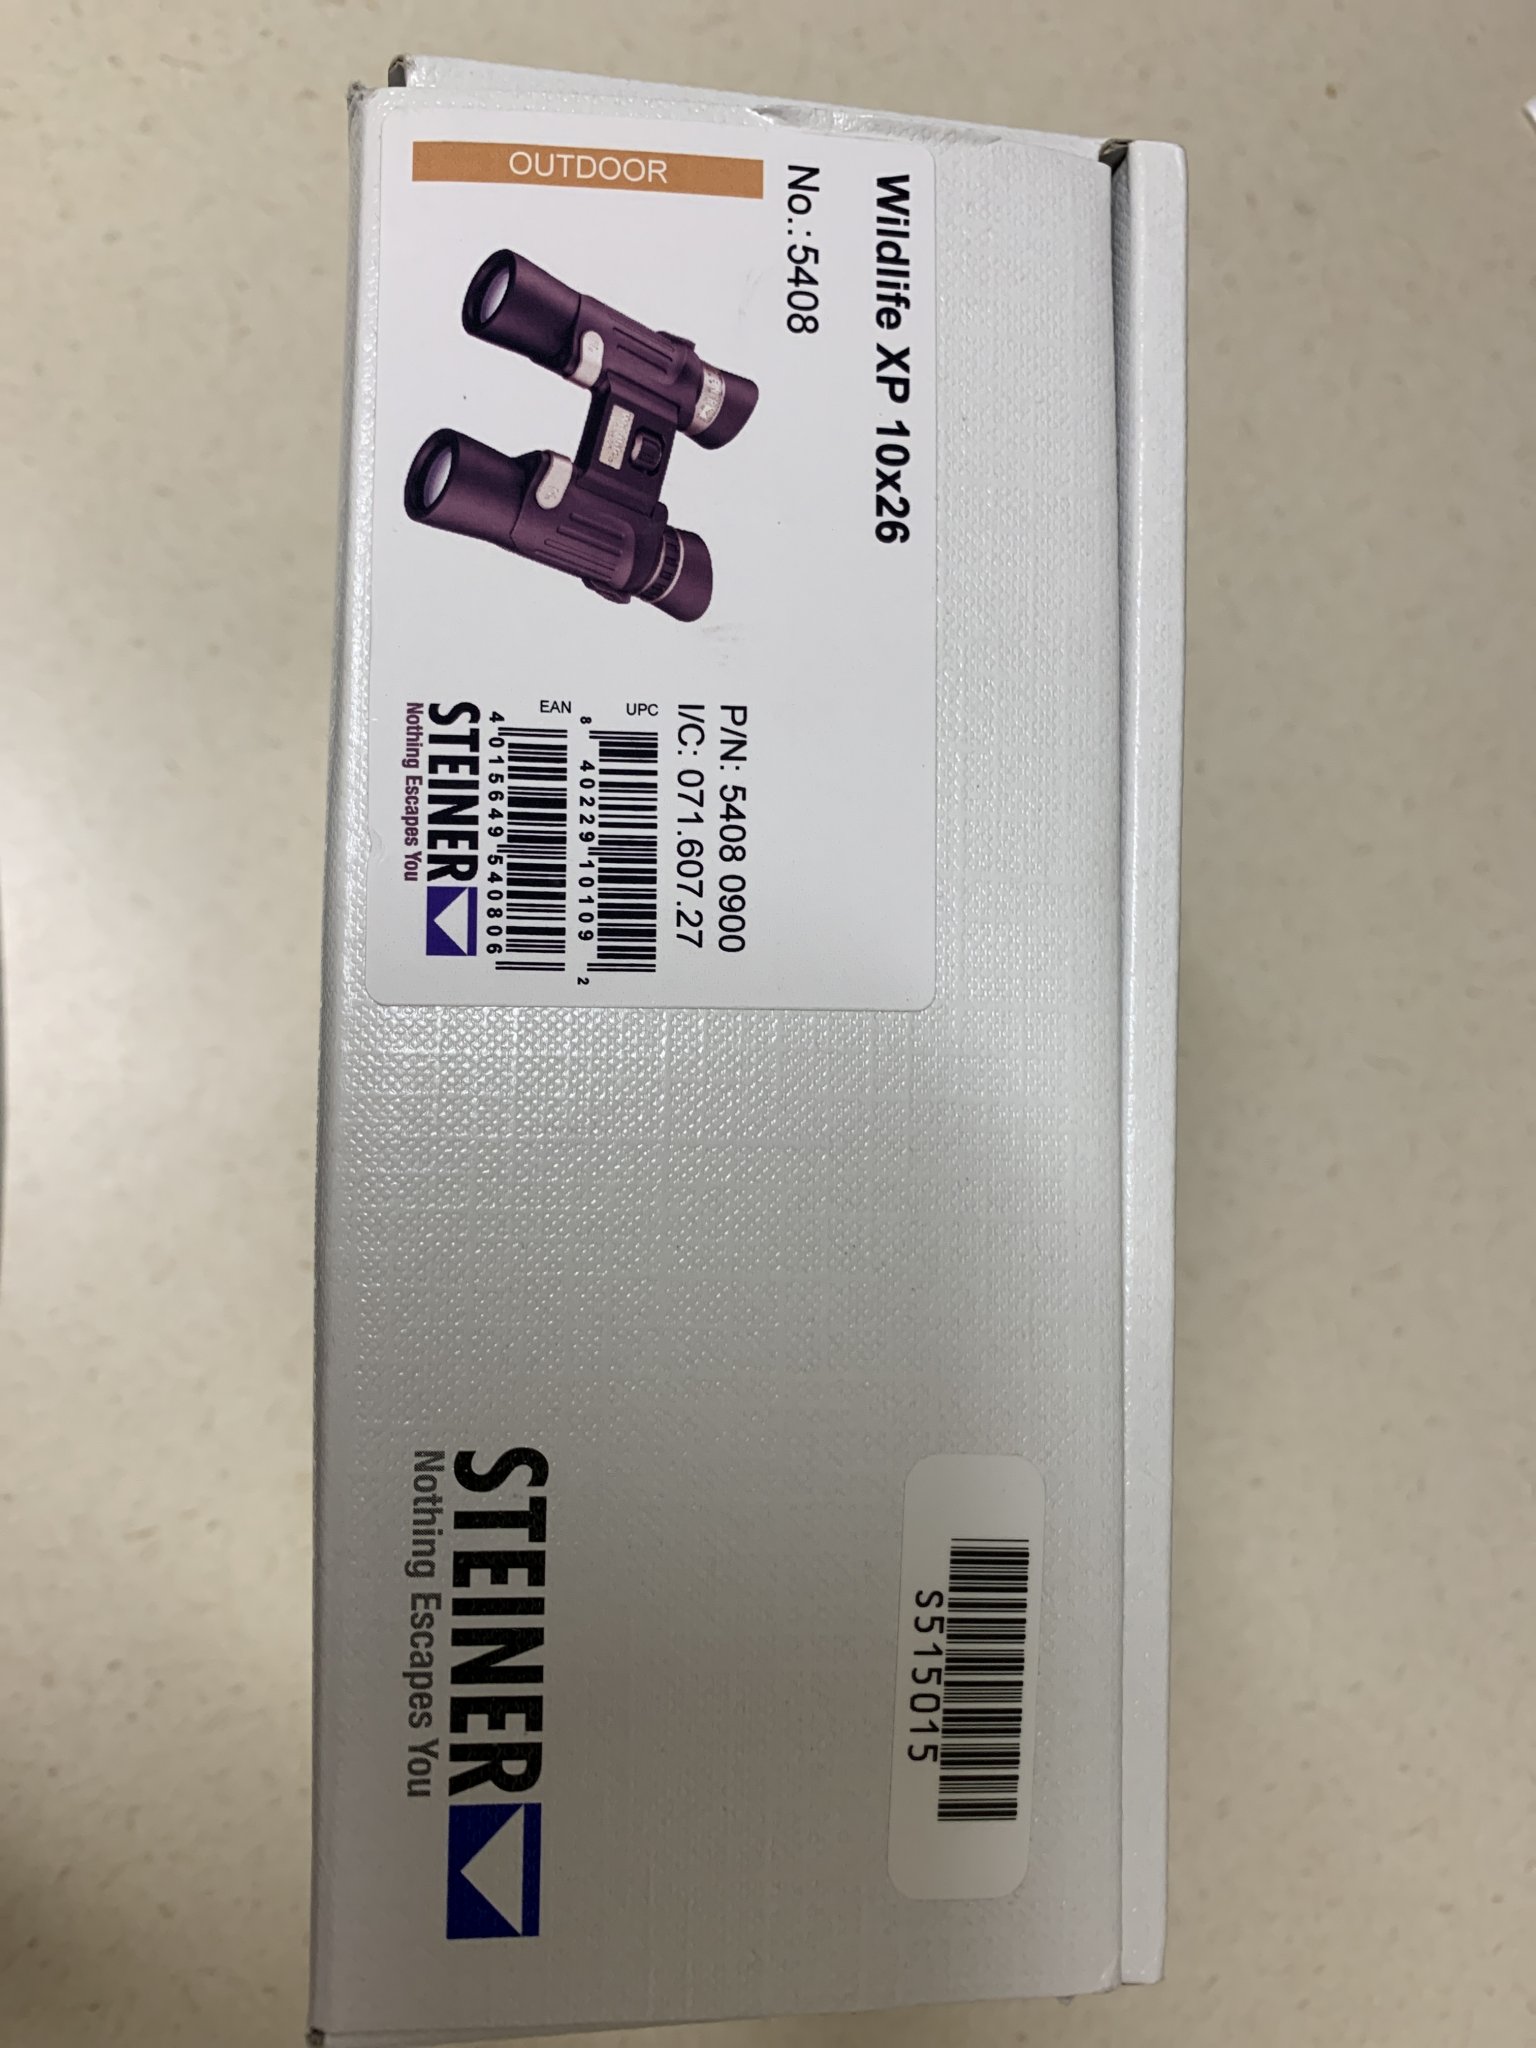 Wildlife XP 10x26
No.:5408
OUTDOOR
P/N: 5408 0900
I/C: 071.607.27
UPC
8 40229 10109 2
EAN
4 015649 540806
STEINER
Nothing Escapes You
S515015
STEINER
Nothing Escapes You